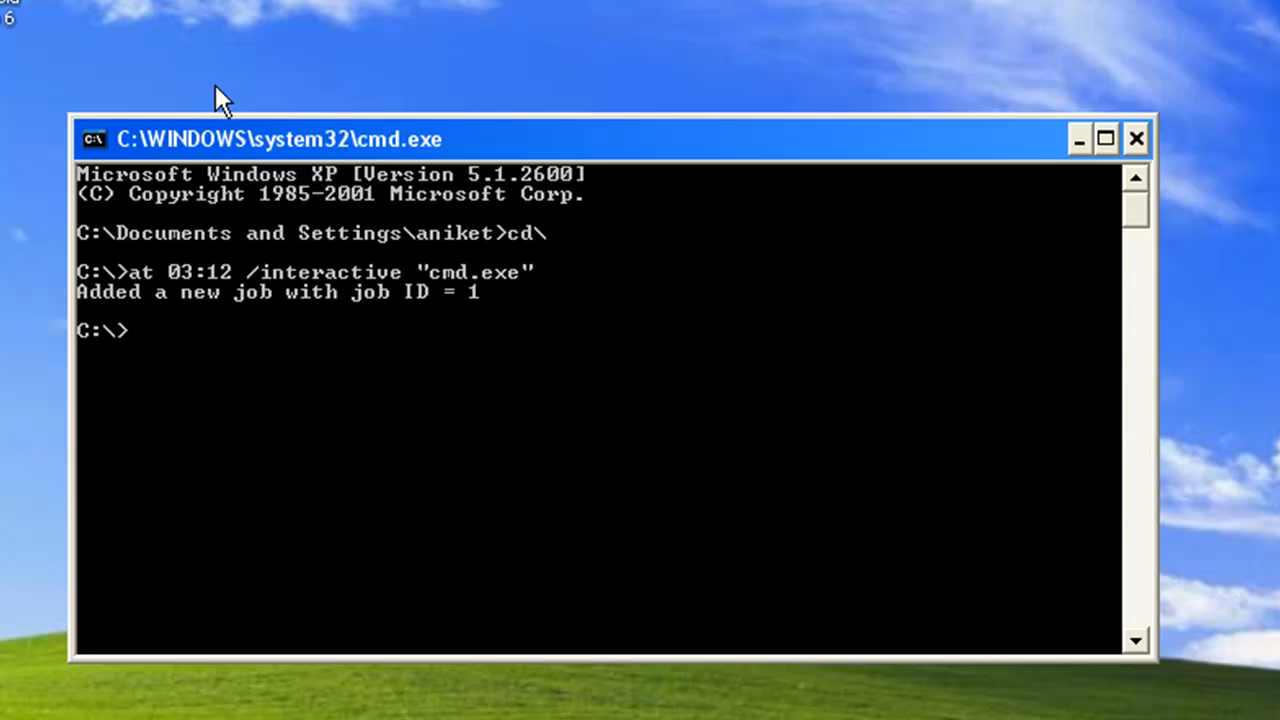 6
C:\WINDOWS\system32\cmd.exe
Microsoft Windows XP [Version 5.1.2600]
(C) Copyright 1985-2001 Microsoft Corp.
C:\Documents and Settings\aniket>cd\
C:\>at 03:12 /interactive "cmd.exe"
Added a new job with job ID = 1
C:\>